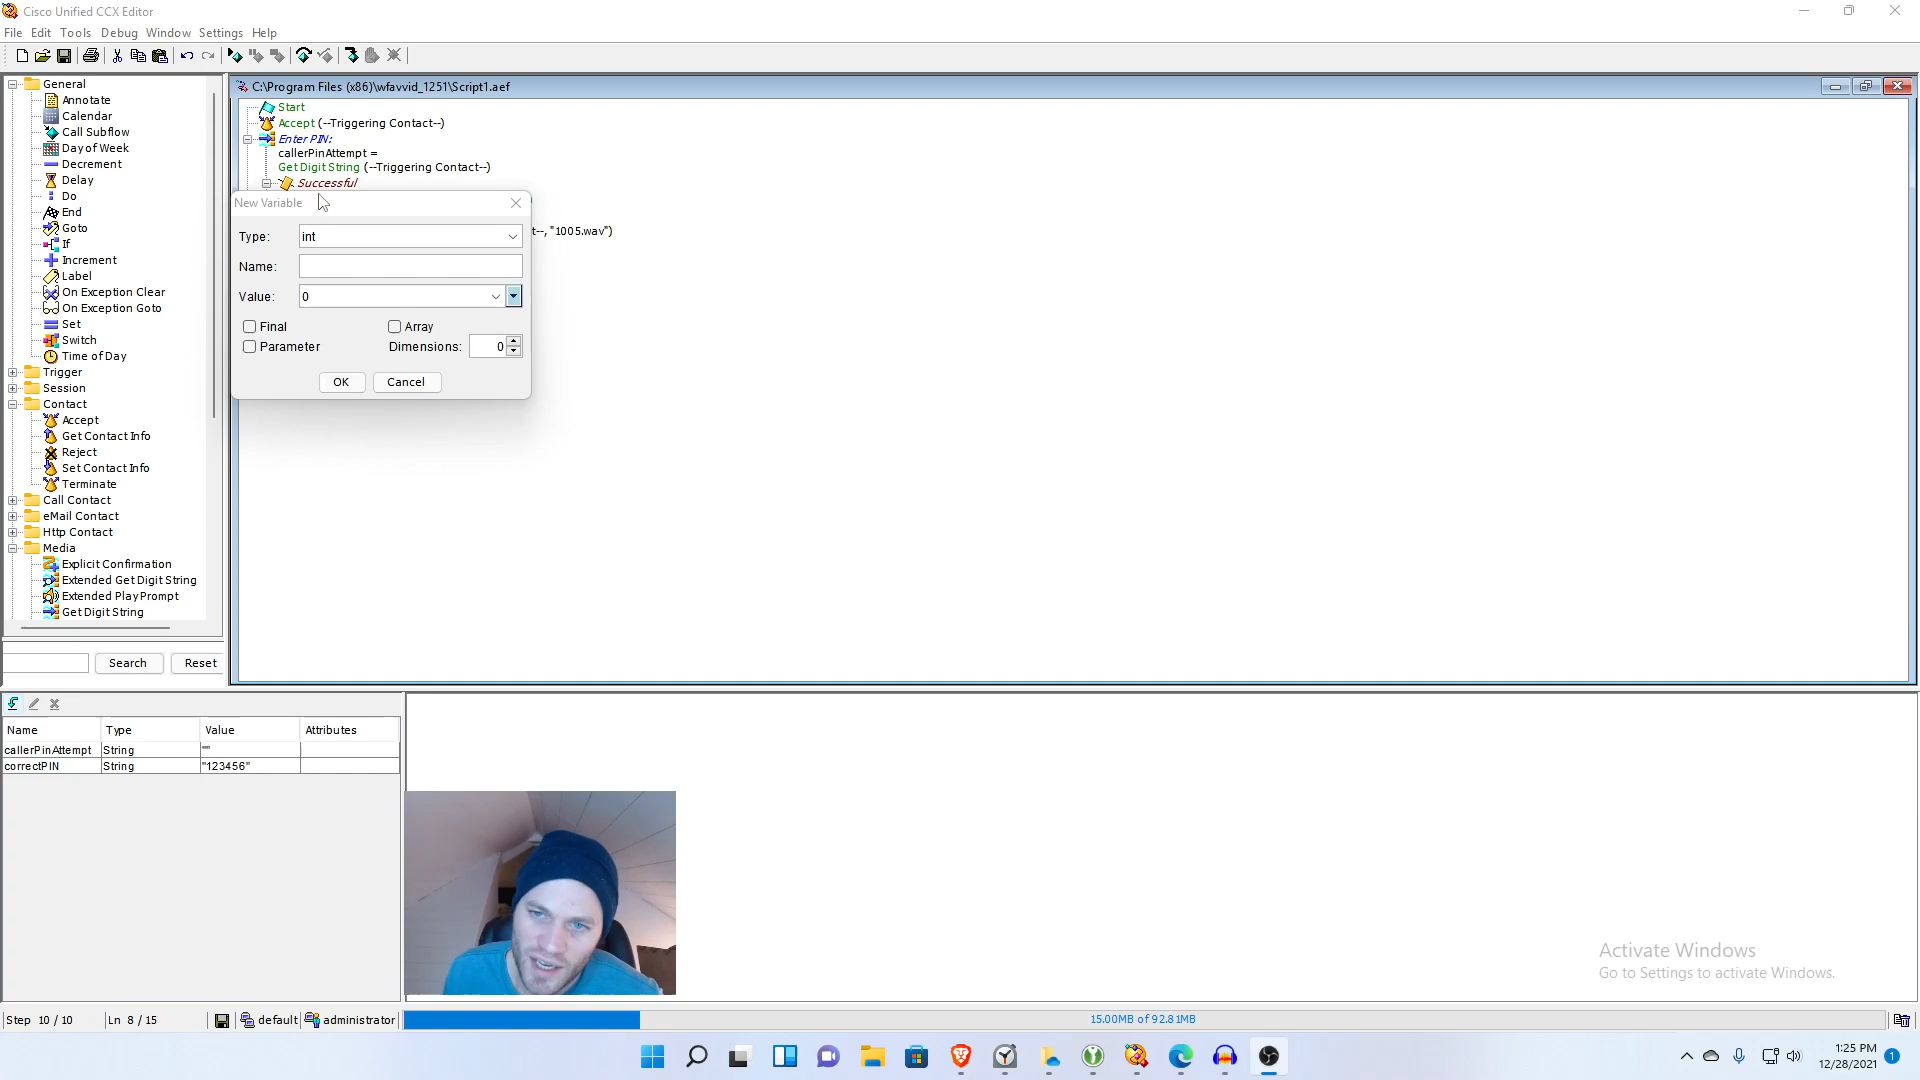 Cisco Unified CCX Editor
File Edit Tools Debug Window Settings Help
C:\Program Files (x86)\wfavvid_1251\Script1.aef
General
Annotate
Calendar
Call Subflow
Day of Week
Decrement
Delay
Do
End
Goto
If
Increment
Label
On Exception Clear
On Exception Goto
Set
Switch
Time of Day
Trigger
Session
Contact
Accept
Get Contact Info
Reject
Set Contact Info
Terminate
Call Contact
eMail Contact
Http Contact
Media
Explicit Confirmation
Extended Get Digit String
Extended Play Prompt
Get Digit String
Search Reset
Start
Accept (--Triggering Contact--)
Enter PIN:
callerPinAttempt =
Get Digit String (--Triggering Contact--)
Successful
t--, "1005.wav")
New Variable
Type: int
Name:
Value: 0
Final Array
Parameter Dimensions: 0
OK Cancel
Name Type Value Attributes
callerPinAttempt String ""
correctPIN String "123456"
Activate Windows
Go to Settings to activate Windows.
Step 10 / 10 Ln 8 / 15 default administrator 15.00MB of 92.81MB
1:25 PM
12/28/2021 1